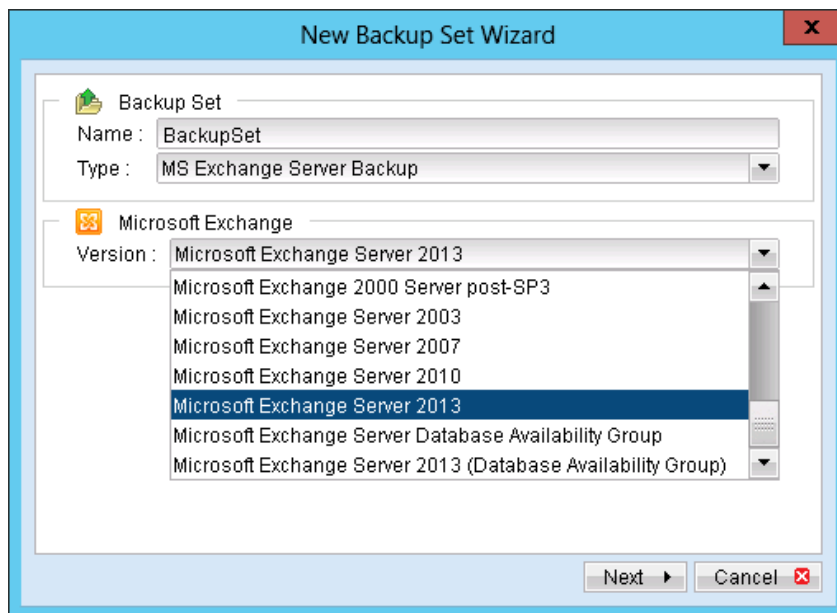 New Backup Set Wizard
x
Backup Set
Name : BackupSet
Type : MS Exchange Server Backup
Microsoft Exchange
Version : Microsoft Exchange Server 2013
Microsoft Exchange 2000 Server post-SP3
Microsoft Exchange Server 2003
Microsoft Exchange Server 2007
Microsoft Exchange Server 2010
Microsoft Exchange Server 2013
Microsoft Exchange Server Database Availability Group
Microsoft Exchange Server 2013 (Database Availability Group)
Next Cancel